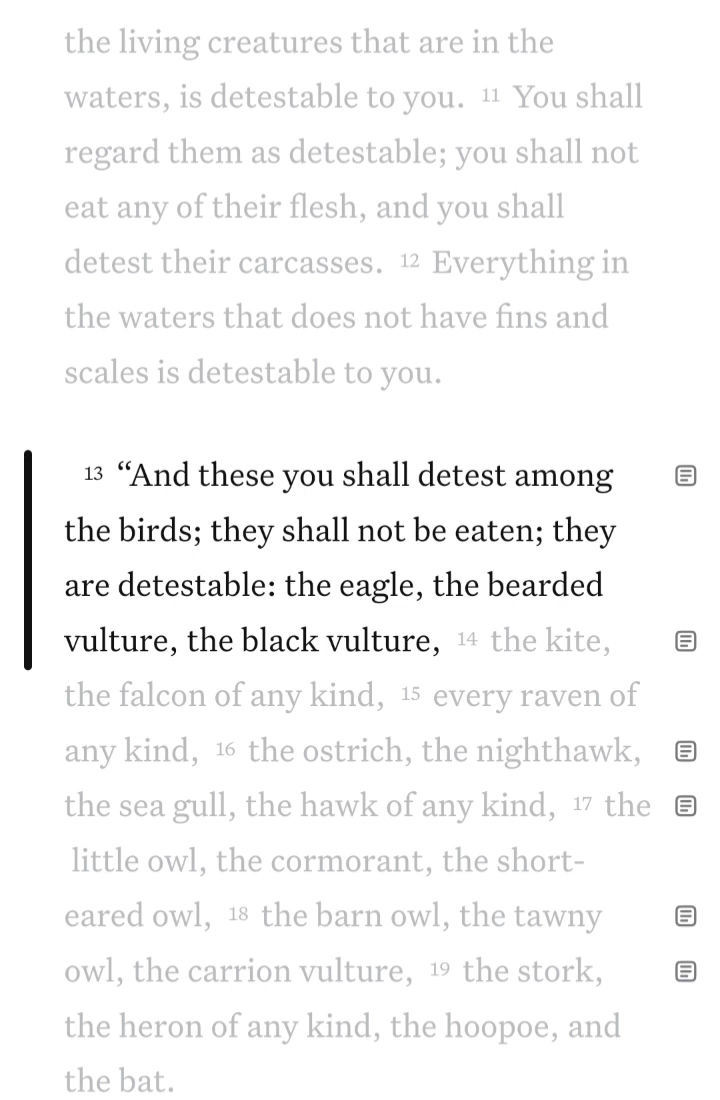 the living creatures that are in the
waters, is detestable to you. 11 You shall
regard them as detestable; you shall not
eat any of their flesh, and you shall
detest their carcasses. 12 Everything in
the waters that does not have fins and
scales is detestable to you.
13 “And these you shall detest among
the birds; they shall not be eaten; they
are detestable: the eagle, the bearded
vulture, the black vulture, 14 the kite,
the falcon of any kind, 15 every raven of
any kind, 16 the ostrich, the nighthawk,
the sea gull, the hawk of any kind, 17 the
little owl, the cormorant, the short-
eared owl, 18 the barn owl, the tawny
owl, the carrion vulture, 19 the stork,
the heron of any kind, the hoopoe, and
the bat.